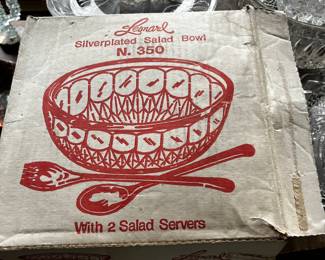 Leonard
Silverplated Salad Bowl
N. 350
With 2 Salad Servers